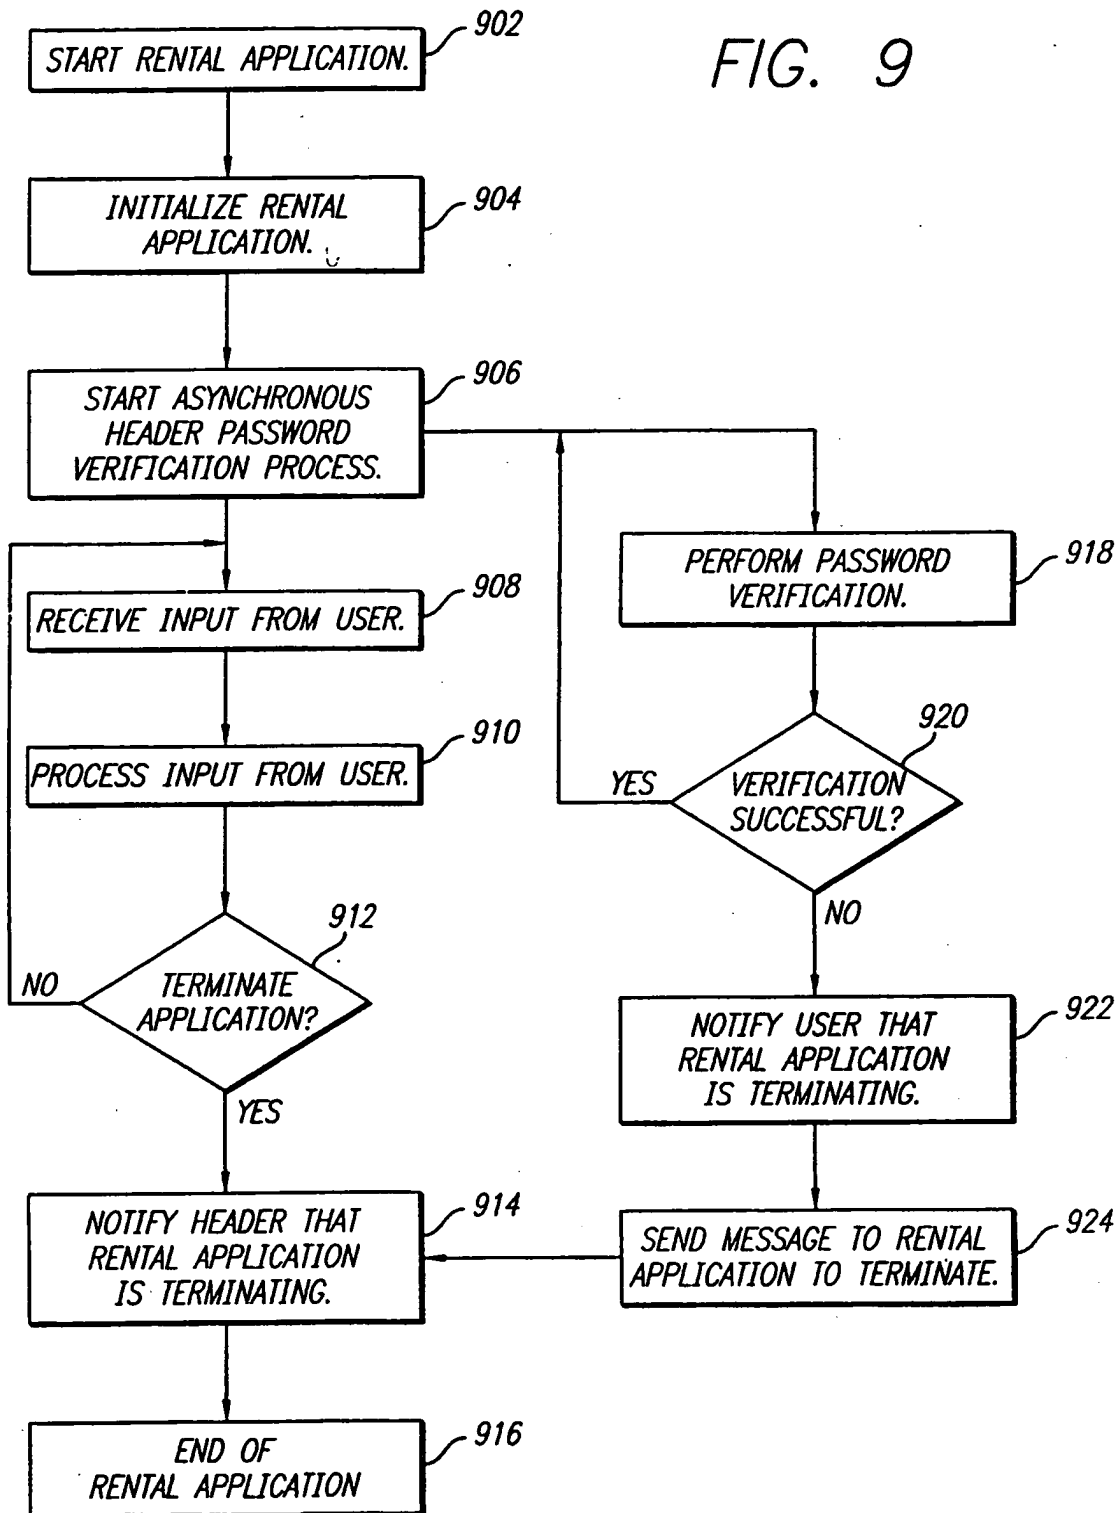 FIG. 9
902
START RENTAL APPLICATION.
904
INITIALIZE RENTAL
APPLICATION.
906
START ASYNCHRONOUS
HEADER PASSWORD
VERIFICATION PROCESS.
908
RECEIVE INPUT FROM USER.
910
PROCESS INPUT FROM USER.
912
TERMINATE
APPLICATION?
NO
YES
914
NOTIFY HEADER THAT
RENTAL APPLICATION
IS TERMINATING.
916
END OF
RENTAL APPLICATION
918
PERFORM PASSWORD
VERIFICATION.
920
VERIFICATION
SUCCESSFUL?
YES
NO
922
NOTIFY USER THAT
RENTAL APPLICATION
IS TERMINATING.
924
SEND MESSAGE TO RENTAL
APPLICATION TO TERMINATE.